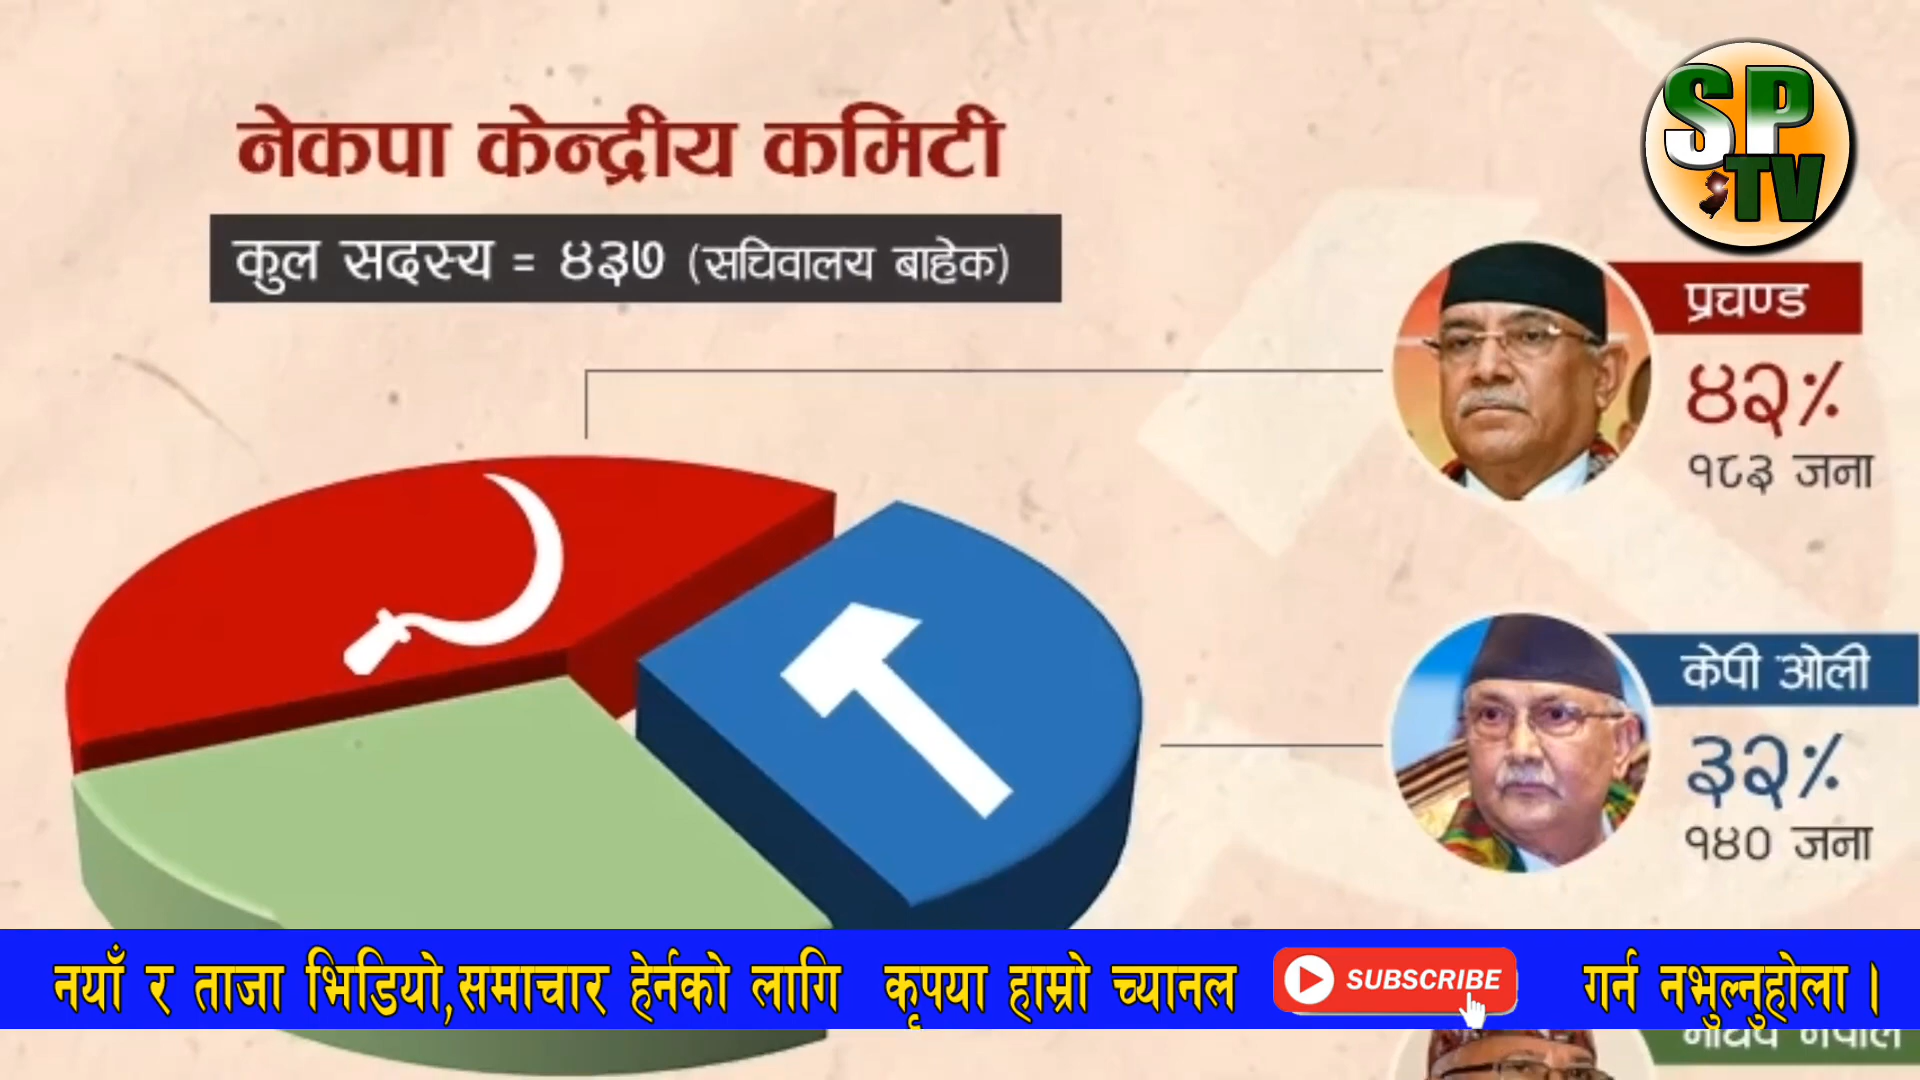 नेकपा केन्द्रीय कमिटी
कुल सदस्य = ४३७ (सचिवालय बाहेक)
SP
TV
प्रचण्ड
४२%
१८३ जना
केपी ओली
३२%
१४० जना
नयाँ र ताजा भिडियो,समाचार हेर्नको लागि कृपया हाम्रो च्यानल SUBSCRIBE गर्न नभुल्नुहोला ।
माधव नेपाल